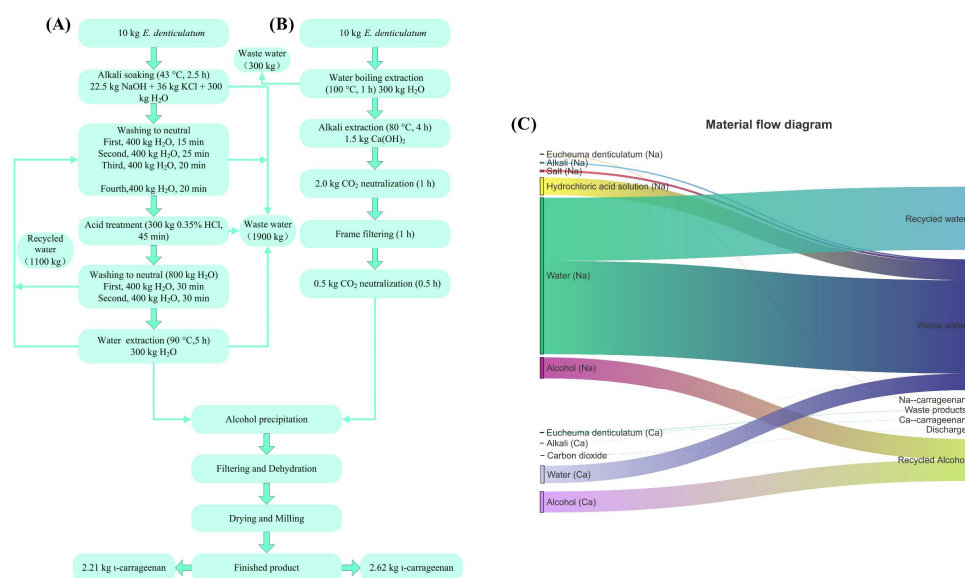 (A)
10 kg E. denticulatum
Alkali soaking (43 °C, 2.5 h)
22.5 kg NaOH + 36 kg KCl + 300
kg H₂O
Washing to neutral
First, 400 kg H₂O, 15 min
Second, 400 kg H₂O, 25 min
Third, 400 kg H₂O, 20 min
Fourth,400 kg H₂O, 20 min
Acid treatment (300 kg 0.35% HCl,
45 min)
Recycled
water
（1100 kg）
Washing to neutral (800 kg H₂O)
First, 400 kg H₂O, 30 min
Second, 400 kg H₂O, 30 min
Water extraction (90 °C,5 h)
300 kg H₂O
Waste water
（300 kg）
Waste water
（1900 kg）
(B)
10 kg E. denticulatum
Water boiling extraction
(100 °C, 1 h) 300 kg H₂O
Alkali extraction (80 °C, 4 h)
1.5 kg Ca(OH)₂
2.0 kg CO₂ neutralization (1 h)
Frame filtering (1 h)
0.5 kg CO₂ neutralization (0.5 h)
Alcohol precipitation
Filtering and Dehydration
Drying and Milling
2.21 kg ι-carrageenan
Finished product
2.62 kg ι-carrageenan
(C)
Material flow diagram
Eucheuma denticulatum (Na)
Alkali (Na)
Salt (Na)
Hydrochloric acid solution (Na)
Water (Na)
Alcohol (Na)
Eucheuma denticulatum (Ca)
Alkali (Ca)
Carbon dioxide
Water (Ca)
Alcohol (Ca)
Recycled water
Waste water
Na--carrageenan
Waste products
Ca--carrageenan
Discharge
Recycled Alcohol